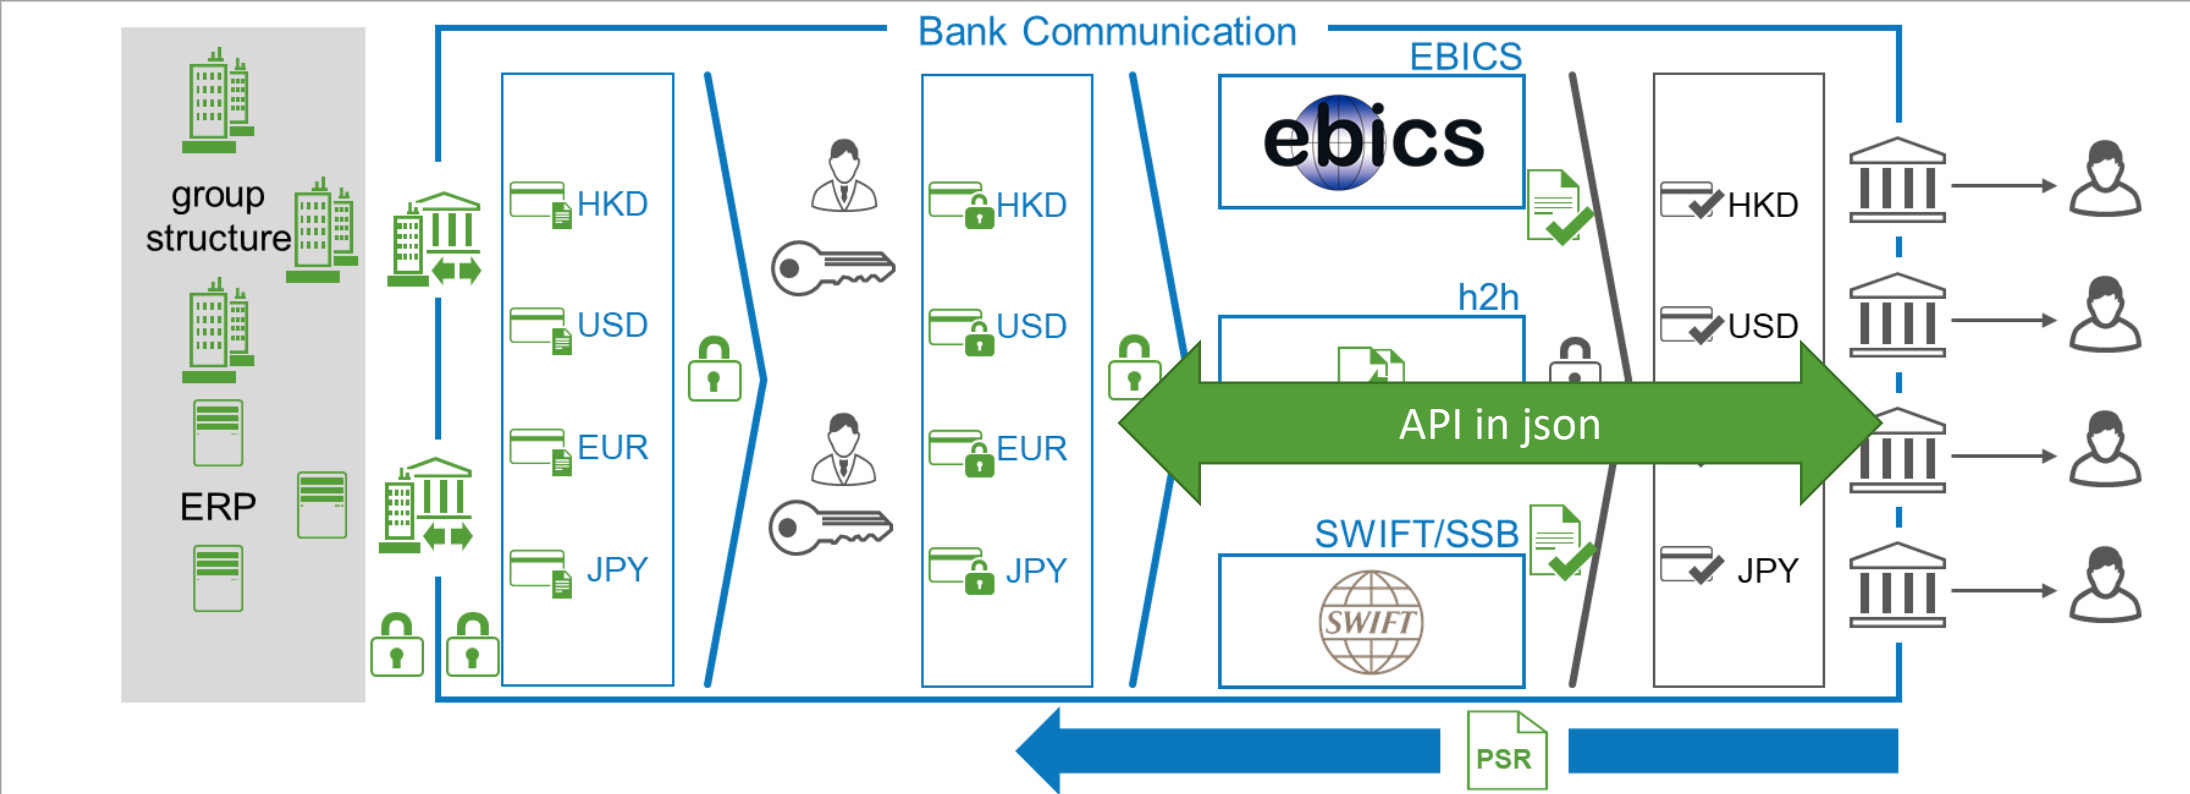 Bank Communication
group
structure
ERP
HKD
USD
EUR
JPY
HKD
USD
EUR
JPY
EBICS
ebics
h2h
API in json
SWIFT/SSB
SWIFT
HKD
USD
JPY
PSR